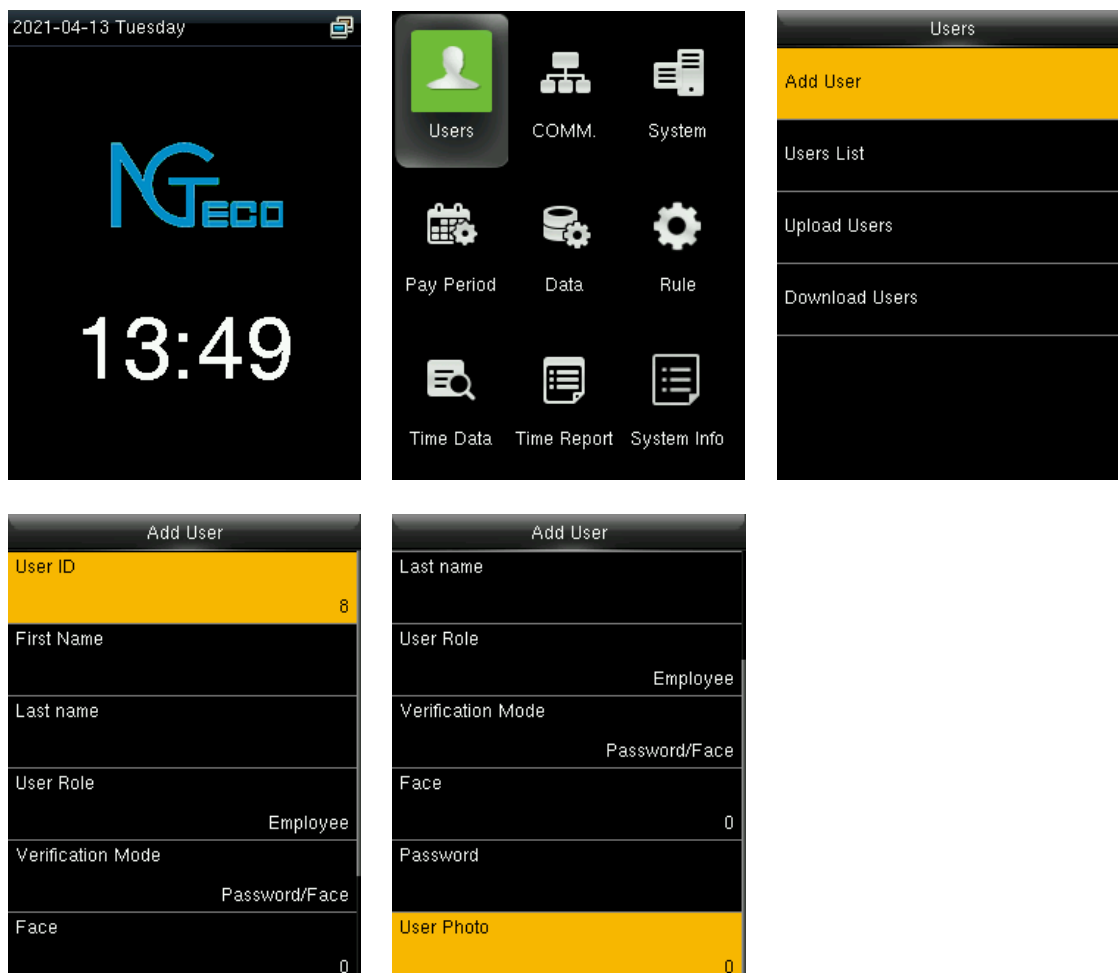 2021-04-13 Tuesday
NGTECO
13:49
Users
COMM.
System
Pay Period
Data
Rule
Time Data
Time Report
System Info
Users
Add User
Users List
Upload Users
Download Users
Add User
User ID
8
First Name
Last name
User Role
Employee
Verification Mode
Password/Face
Face
0
Add User
Last name
User Role
Employee
Verification Mode
Password/Face
Face
0
Password
User Photo
0